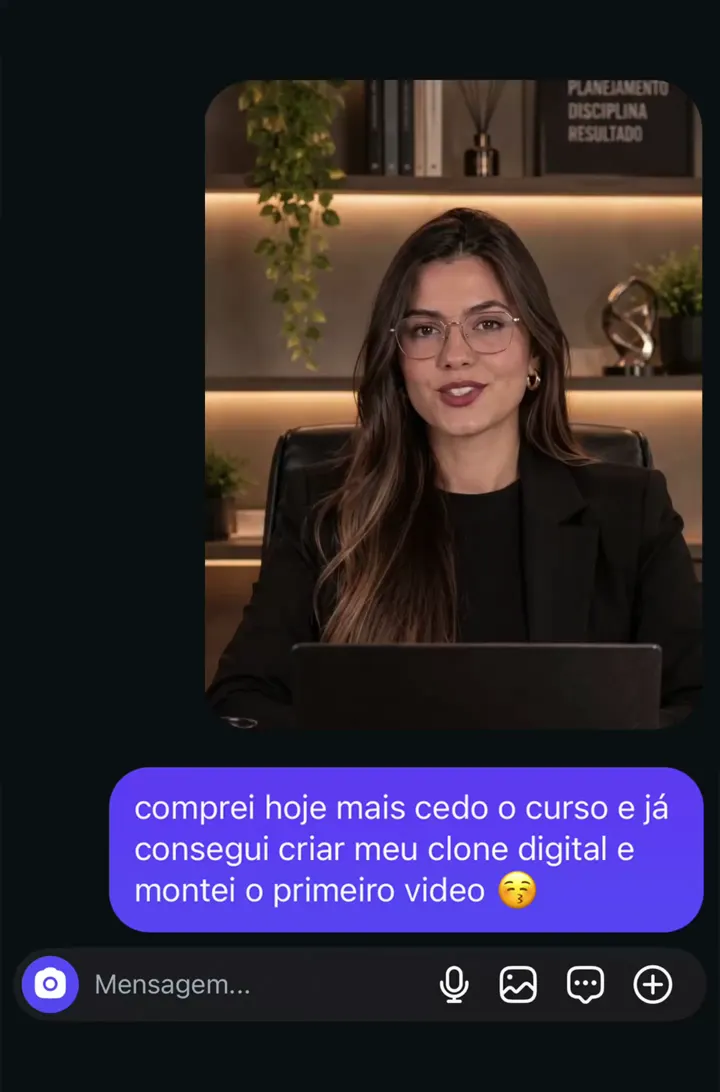 PLANEJAMENTO
DISCIPLINA
RESULTADO
comprei hoje mais cedo o curso e já
consegui criar meu clone digital e
montei o primeiro video 😚
Mensagem...